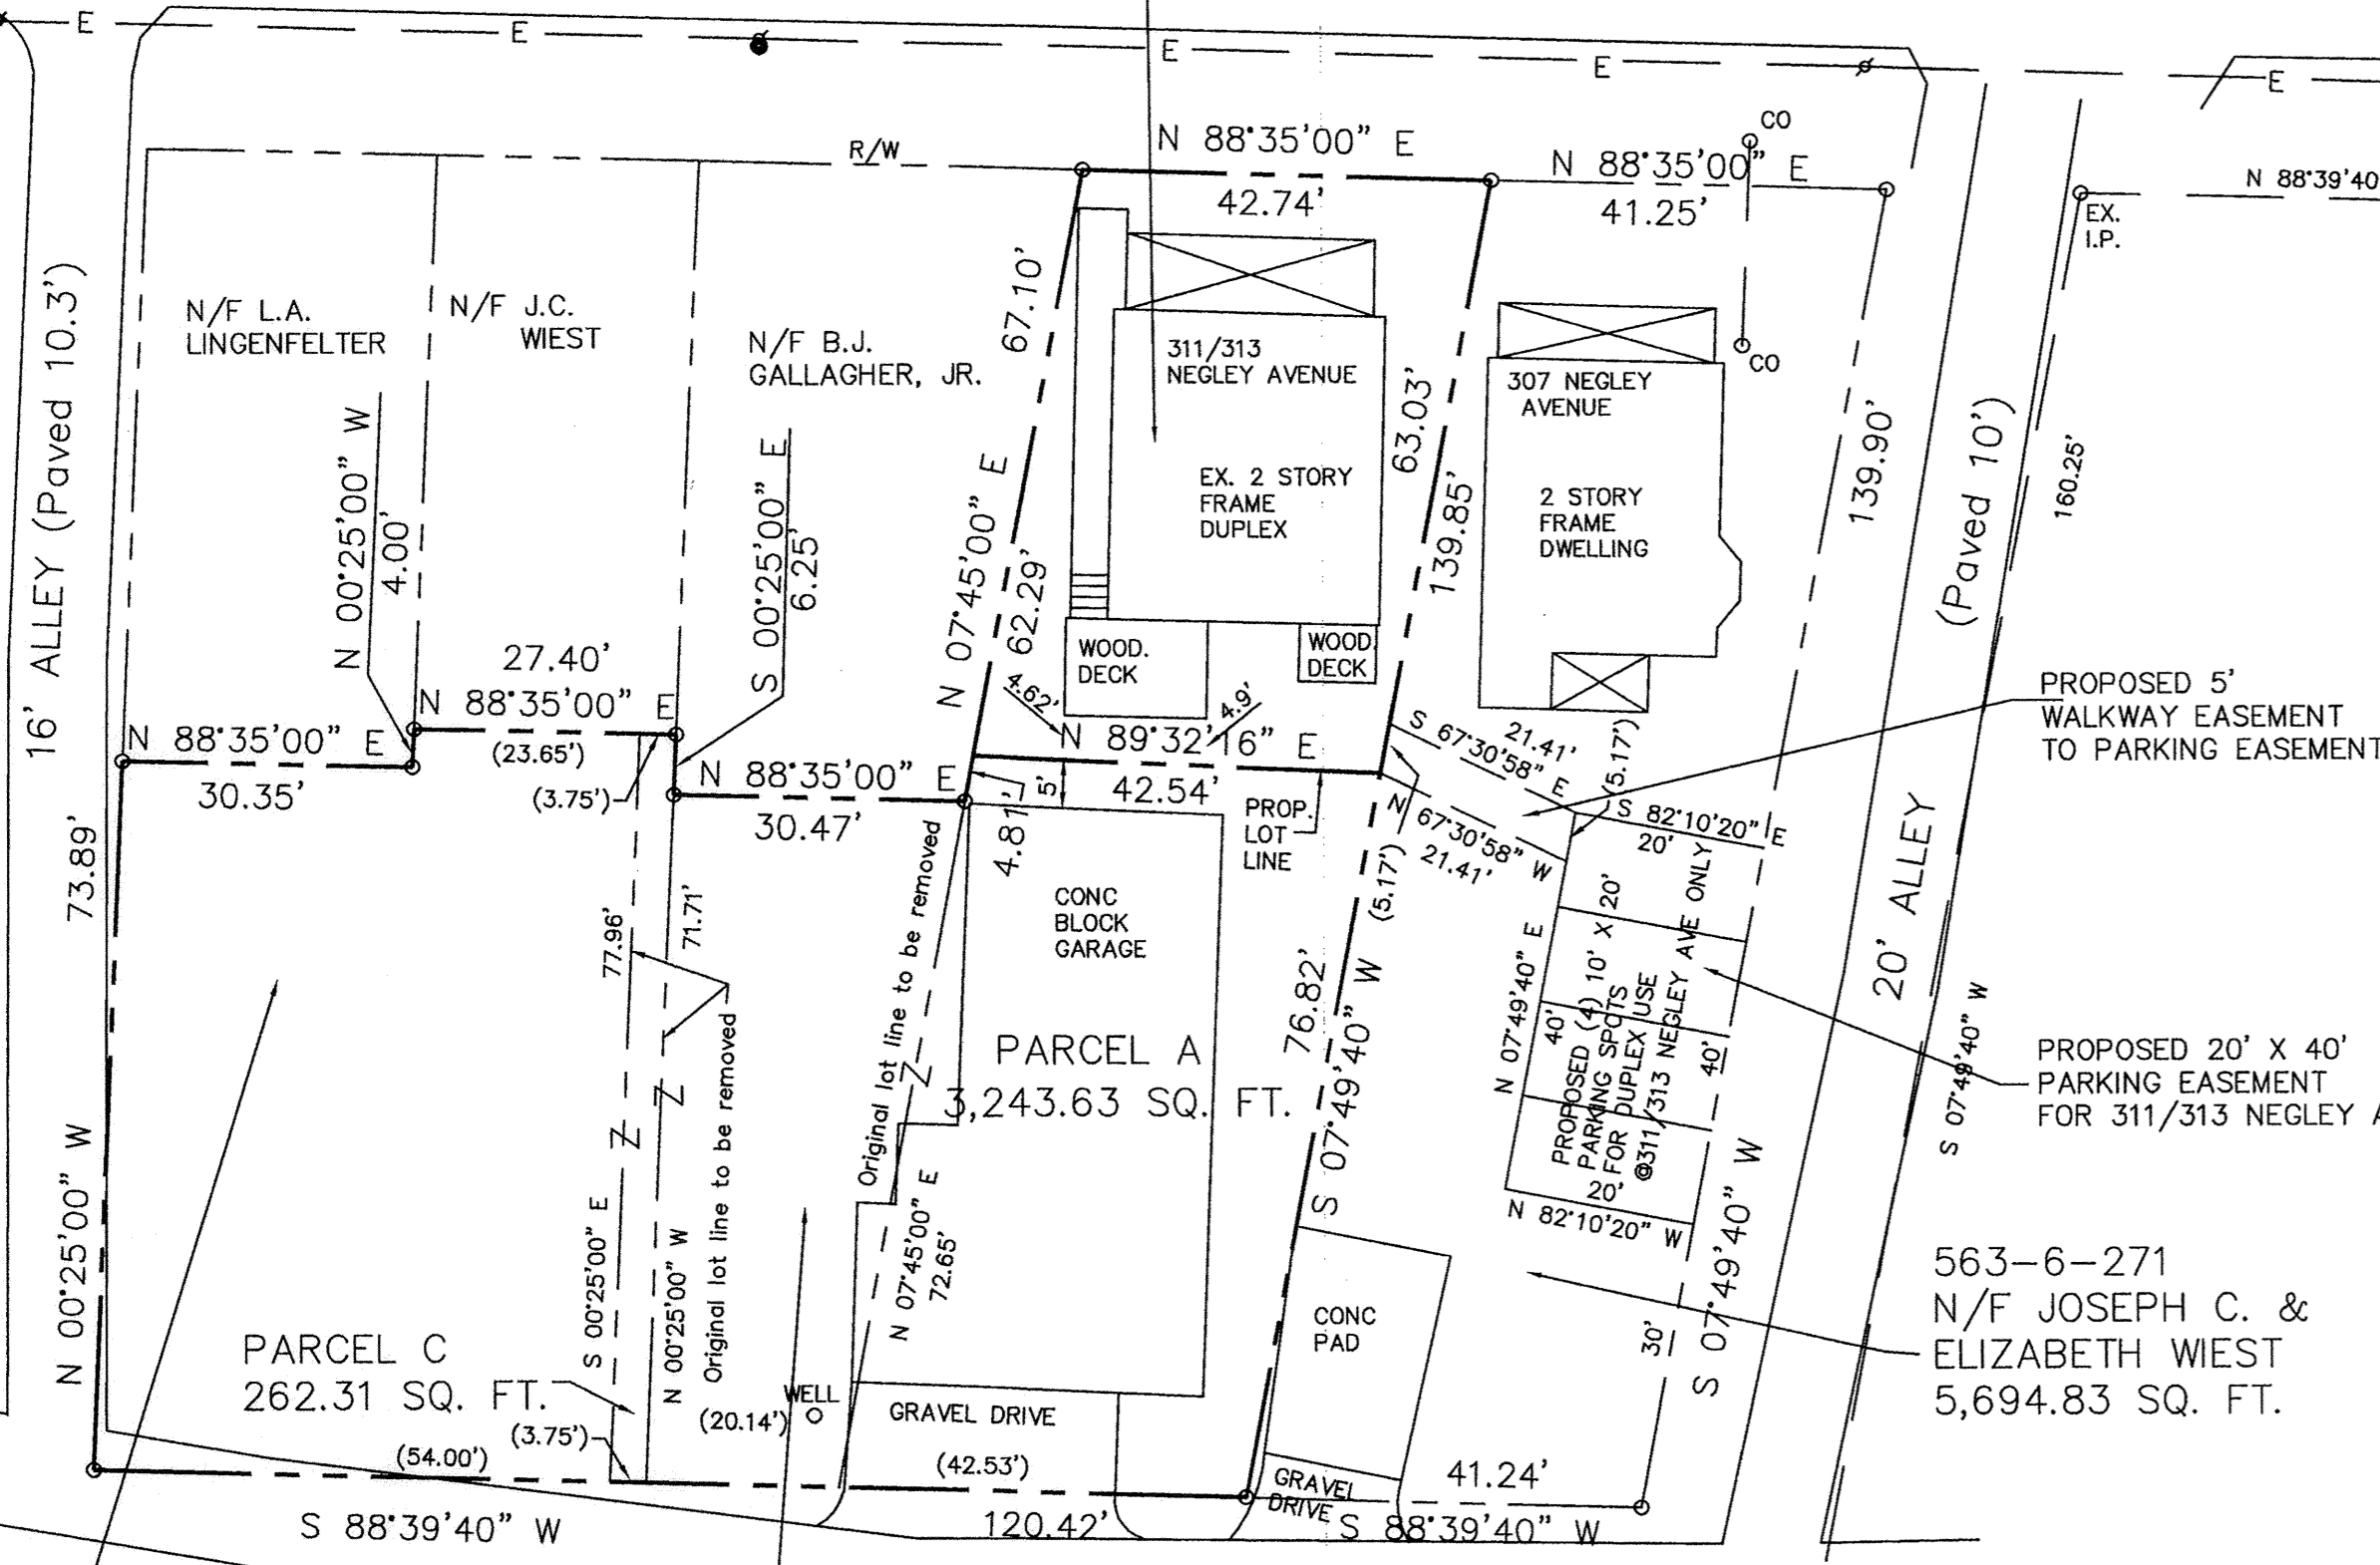 E
E
E
E
E
CO
N 88°35'00" E
42.74'
N 88°35'00" E
41.25'
R/W
N 88°39'40
EX.
I.P.
16' ALLEY (Paved 10.3')
N/F L.A.
LINGENFELTER
N/F J.C.
WIEST
N/F B.J.
GALLAGHER, JR.
67.10'
311/313
NEGLEY AVENUE
EX. 2 STORY
FRAME
DUPLEX
63.03'
139.85'
307 NEGLEY
AVENUE
2 STORY
FRAME
DWELLING
CO
139.90'
(Paved 10')
160.25'
N 00°25'00" W
4.00'
S 00°25'00" E
6.25'
N 07°45'00" E
62.29'
WOOD.
DECK
WOOD
DECK
27.40'
N 88°35'00" E
(23.65')
(3.75')
N 88°35'00" E
30.35'
N 88°35'00" E
30.47'
4.62'
4.9'
N 89°32'16" E
42.54'
5'
4.81'
PROP.
LOT
LINE
S 67°30'58" E
21.41'
(5.17')
N 67°30'58" W
21.41'
(5.17')
S 82°10'20" E
20'
PROPOSED 5'
WALKWAY EASEMENT
TO PARKING EASEMENT
73.89'
N 00°25'00" W
77.96'
71.71'
S 00°25'00" E
N 00°25'00" W
Z
Z
Original lot line to be removed
Original lot line to be removed
Z
N 07°45'00" E
72.65'
CONC
BLOCK
GARAGE
PARCEL A
3,243.63 SQ. FT.
76.82'
S 07°49'40" W
N 07°49'40" E
40'
PROPOSED (4) 10' X 20'
PARKING SPOTS
FOR DUPLEX USE
@311/313 NEGLEY AVE ONLY
40'
20'
N 82°10'20" W
20' ALLEY
S 07°49'40" W
PROPOSED 20' X 40'
PARKING EASEMENT
FOR 311/313 NEGLEY
S 07°49'40" W
30'
563-6-271
N/F JOSEPH C. &
ELIZABETH WIEST
5,694.83 SQ. FT.
PARCEL C
262.31 SQ. FT.
(3.75')
(54.00')
(20.14')
WELL
GRAVEL DRIVE
(42.53')
CONC
PAD
GRAVEL
DRIVE
41.24'
S 88°39'40" W
120.42'
S 88°39'40" W